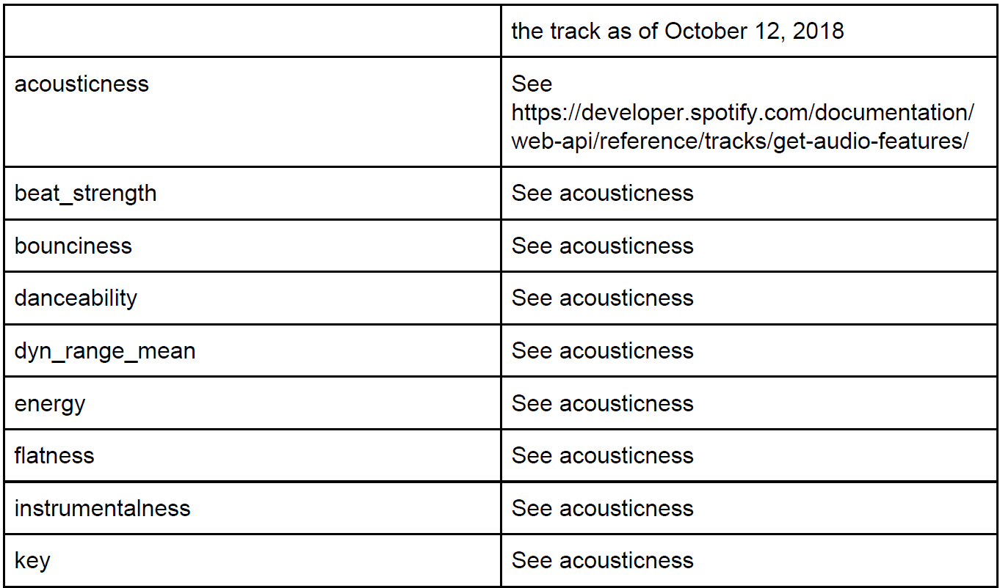 the track as of October 12, 2018
acousticness
See
https://developer.spotify.com/documentation/
web-api/reference/tracks/get-audio-features/
beat_strength
See acousticness
bounciness
See acousticness
danceability
See acousticness
dyn_range_mean
See acousticness
energy
See acousticness
flatness
See acousticness
instrumentalness
See acousticness
key
See acousticness